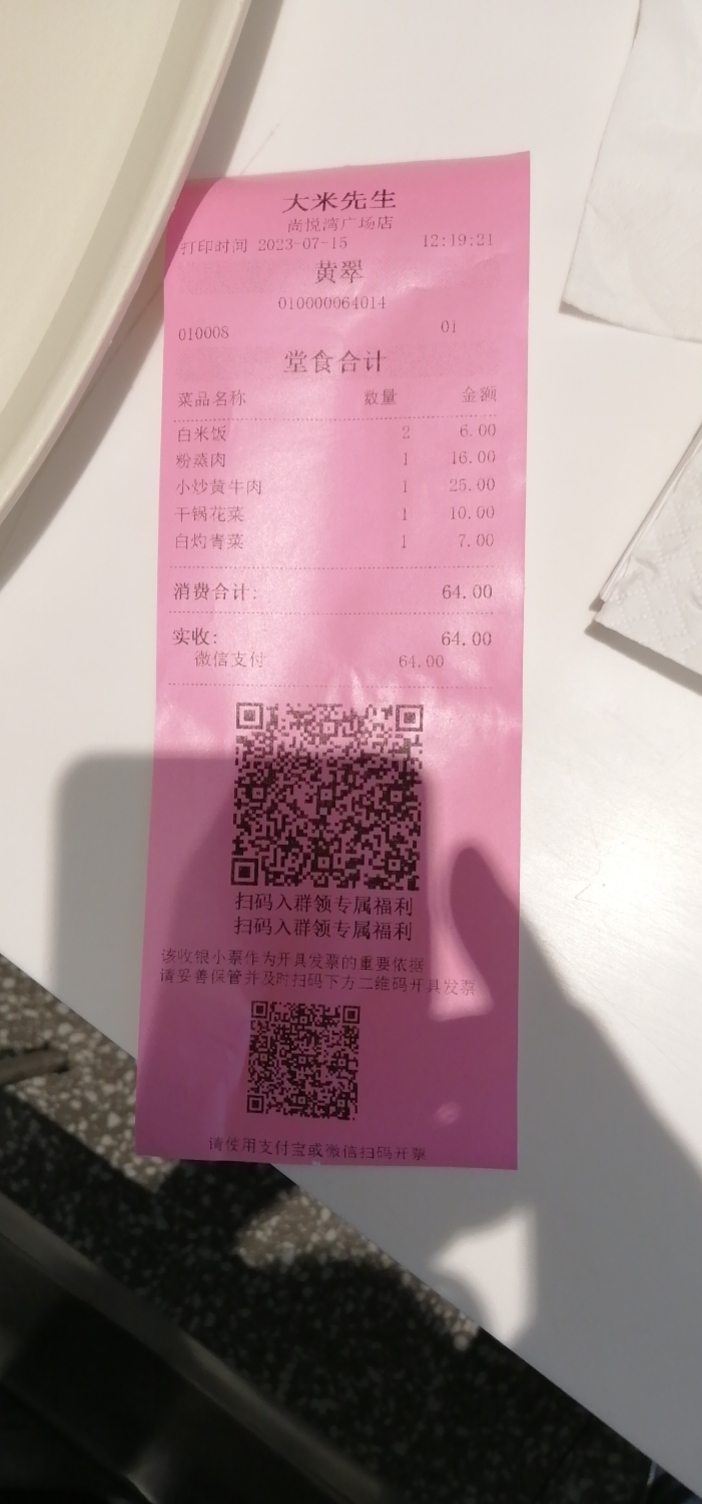 大米先生
尚悦湾广场店
打印时间 2023-07-15 12:19:21
黄翠
010000064014
010008 01
堂食合计
菜品名称 数量 金额
白米饭 2 6.00
粉蒸肉 1 16.00
小炒黄牛肉 1 25.00
干锅花菜 1 10.00
白灼青菜 1 7.00
消费合计: 64.00
实收: 64.00
微信支付 64.00
扫码入群领专属福利
扫码入群领专属福利
该收银小票作为开具发票的重要依据
请妥善保管并及时扫码下方二维码开具发票
请使用支付宝或微信扫码开票